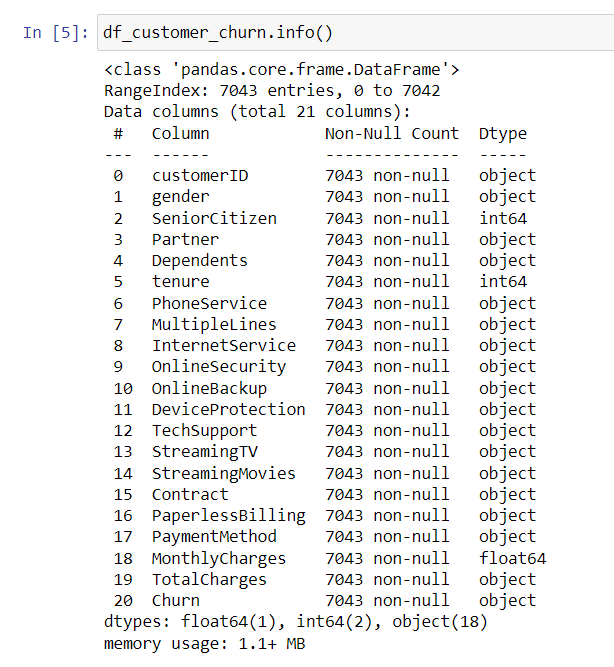 In [5]: df_customer_churn.info()
<class 'pandas.core.frame.DataFrame'>
RangeIndex: 7043 entries, 0 to 7042
Data columns (total 21 columns):
 #   Column            Non-Null Count  Dtype
---  ------            --------------  -----
 0   customerID        7043 non-null   object
 1   gender            7043 non-null   object
 2   SeniorCitizen     7043 non-null   int64
 3   Partner           7043 non-null   object
 4   Dependents        7043 non-null   object
 5   tenure            7043 non-null   int64
 6   PhoneService      7043 non-null   object
 7   MultipleLines     7043 non-null   object
 8   InternetService   7043 non-null   object
 9   OnlineSecurity    7043 non-null   object
 10  OnlineBackup      7043 non-null   object
 11  DeviceProtection  7043 non-null   object
 12  TechSupport       7043 non-null   object
 13  StreamingTV       7043 non-null   object
 14  StreamingMovies   7043 non-null   object
 15  Contract          7043 non-null   object
 16  PaperlessBilling  7043 non-null   object
 17  PaymentMethod     7043 non-null   object
 18  MonthlyCharges    7043 non-null   float64
 19  TotalCharges      7043 non-null   object
 20  Churn             7043 non-null   object
dtypes: float64(1), int64(2), object(18)
memory usage: 1.1+ MB